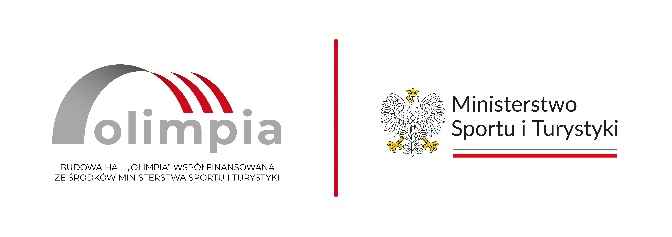 olimpia
BUDOWA HALI „OLIMPIA” WSPÓŁFINANSOWANA
ZE ŚRODKÓW MINISTERSTWA SPORTU I TURYSTYKI
Ministerstwo
Sportu i Turystyki